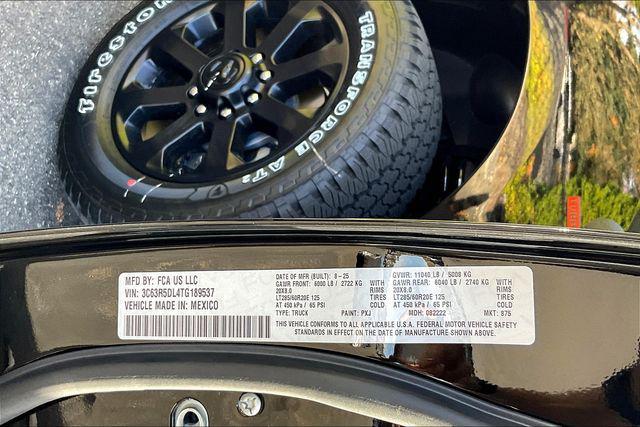 Firestone
TRANSFORCE AT2
MFD BY: FCA US LLC
VIN: 3C63R5DL4TG189537
VEHICLE MADE IN: MEXICO
DATE OF MFR (BUILT): 8-25
GAWR FRONT: 6000 LB / 2722 KG WITH
20X8.0 RIMS
LT285/60R20E 125 TIRES
AT 450 kPa / 65 PSI COLD
TYPE: TRUCK PAINT: PXJ
GVWR: 11040 LB / 5008 KG
GAWR REAR: 6040 LB / 2740 KG WITH
20X8.0 RIMS
LT285/60R20E 125 TIRES
AT 450 kPa / 65 PSI COLD
MDH: 082222 MKT: 875
THIS VEHICLE CONFORMS TO ALL APPLICABLE U.S.A. FEDERAL MOTOR VEHICLE SAFETY
STANDARDS IN EFFECT ON THE DATE OF MANUFACTURE SHOWN ABOVE.